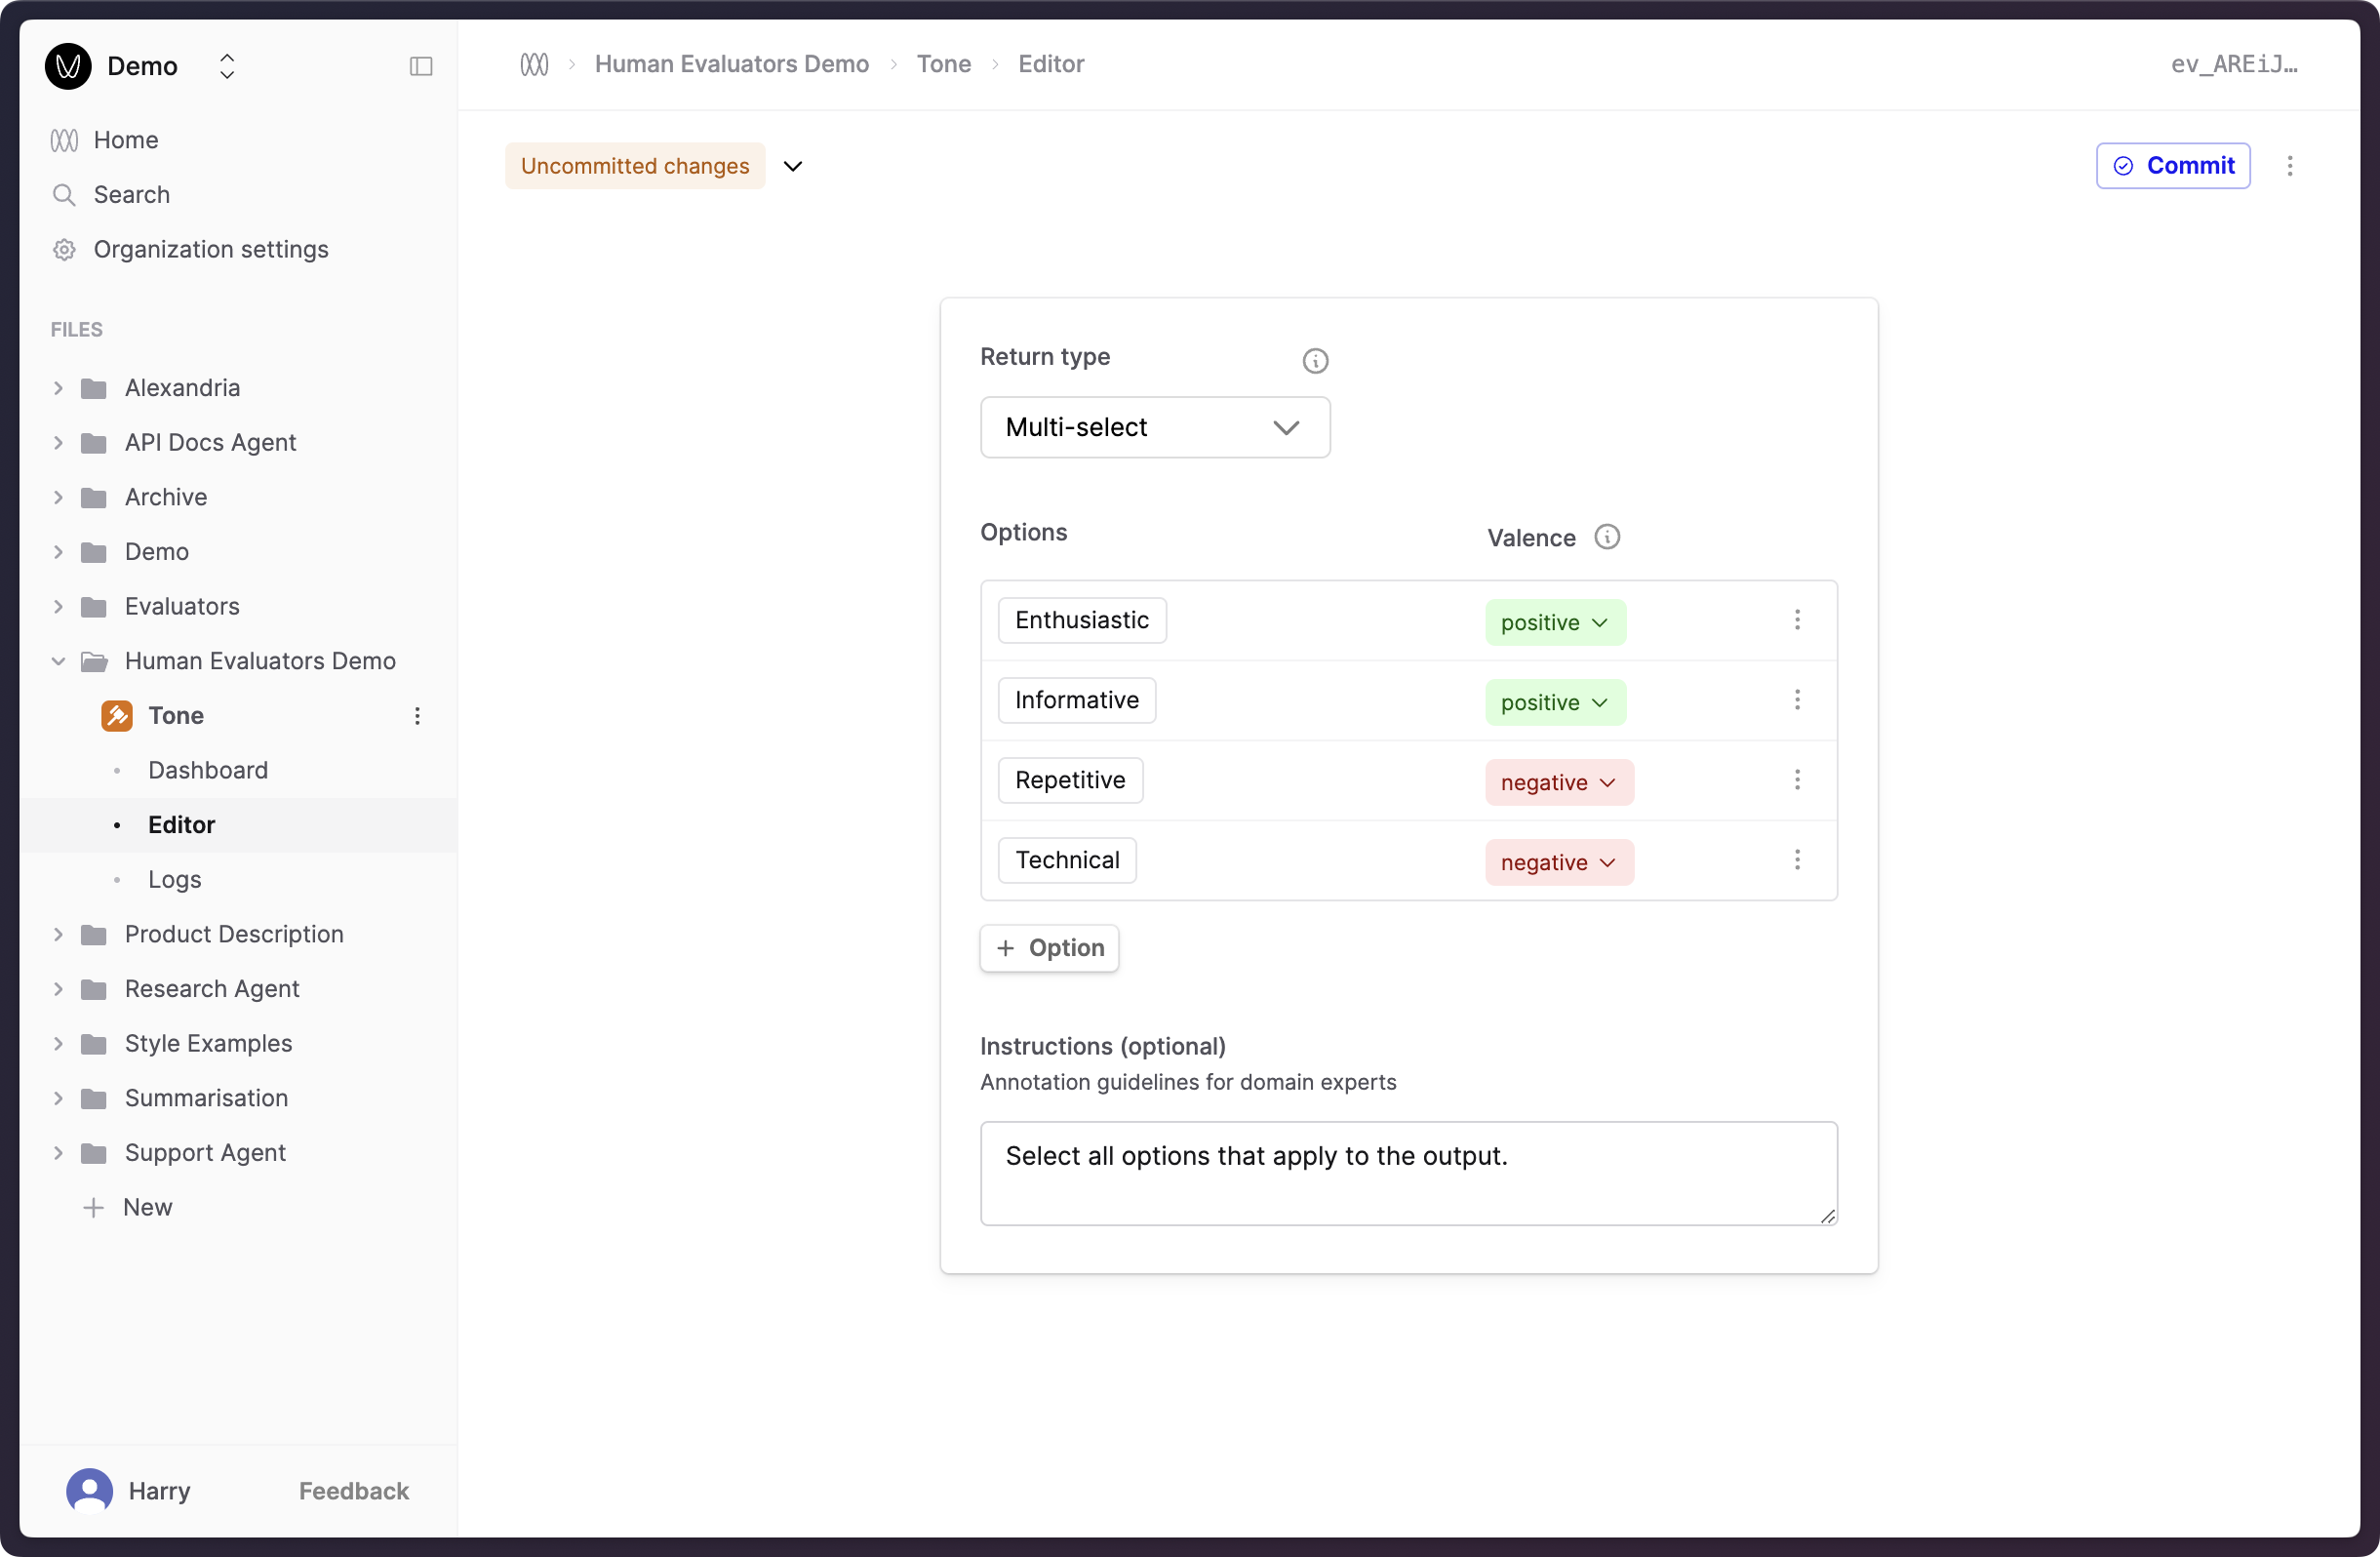 Demo
Home
Search
Organization settings
FILES
Alexandria
API Docs Agent
Archive
Demo
Evaluators
Human Evaluators Demo
Tone
Dashboard
Editor
Logs
Product Description
Research Agent
Style Examples
Summarisation
Support Agent
New
Harry
Feedback
Human Evaluators Demo
Tone
Editor
ev_AREiJ…
Uncommitted changes
Commit
Return type
Multi-select
Options
Valence
Enthusiastic
positive
Informative
positive
Repetitive
negative
Technical
negative
Option
Instructions (optional)
Annotation guidelines for domain experts
Select all options that apply to the output.